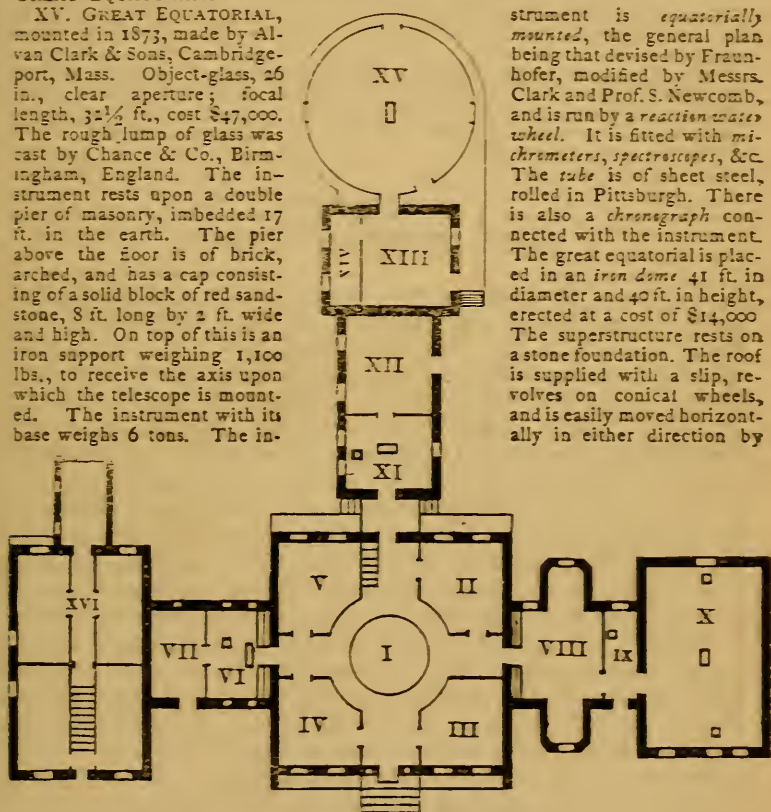 XV. GREAT EQUATORIAL,
mounted in 1873, made by Al-
van Clark & Sons, Cambridge-
port, Mass. Object-glass, 26
in., clear aperture; focal
length, 32½ ft., cost $47,000.
The rough lump of glass was
cast by Chance & Co., Birm-
ingham, England. The in-
strument rests upon a double
pier of masonry, imbedded 17
ft. in the earth. The pier
above the floor is of brick,
arched, and has a cap consist-
ing of a solid block of red sand-
stone, 8 ft. long by 2 ft. wide
and high. On top of this is an
iron support weighing 1,100
lbs., to receive the axis upon
which the telescope is mount-
ed. The instrument with its
base weighs 6 tons. The in-
strument is equatorially
mounted, the general plan
being that devised by Fraun-
hofer, modified by Messrs.
Clark and Prof. S. Newcomb,
and is run by a reaction water
wheel. It is fitted with mi-
chrometers, spectroscopes, &c.
The tube is of sheet steel,
rolled in Pittsburgh. There
is also a chronograph con-
nected with the instrument.
The great equatorial is plac-
ed in an iron dome 41 ft. in
diameter and 40 ft. in height,
erected at a cost of $14,000
The superstructure rests on
a stone foundation. The roof
is supplied with a slip, re-
volves on conical wheels,
and is easily moved horizont-
ally in either direction by
XV
XIV
XIII
XII
XI
XVI
VII
VI
V
I
II
VIII
IX
X
IV
III